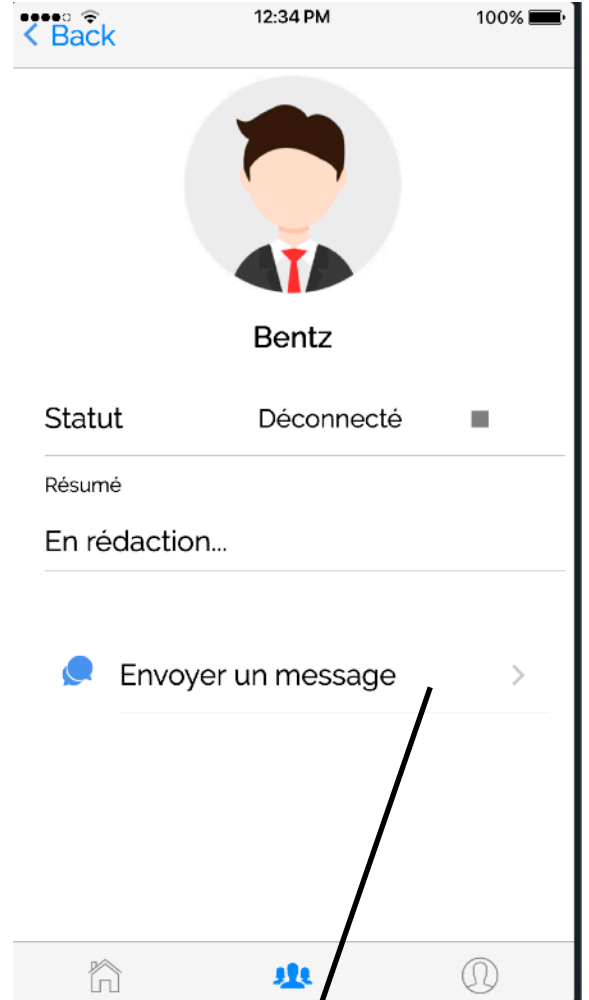 12:34 PM 100%
Back
Bentz
Statut Déconnecté
Résumé
En rédaction...
Envoyer un message